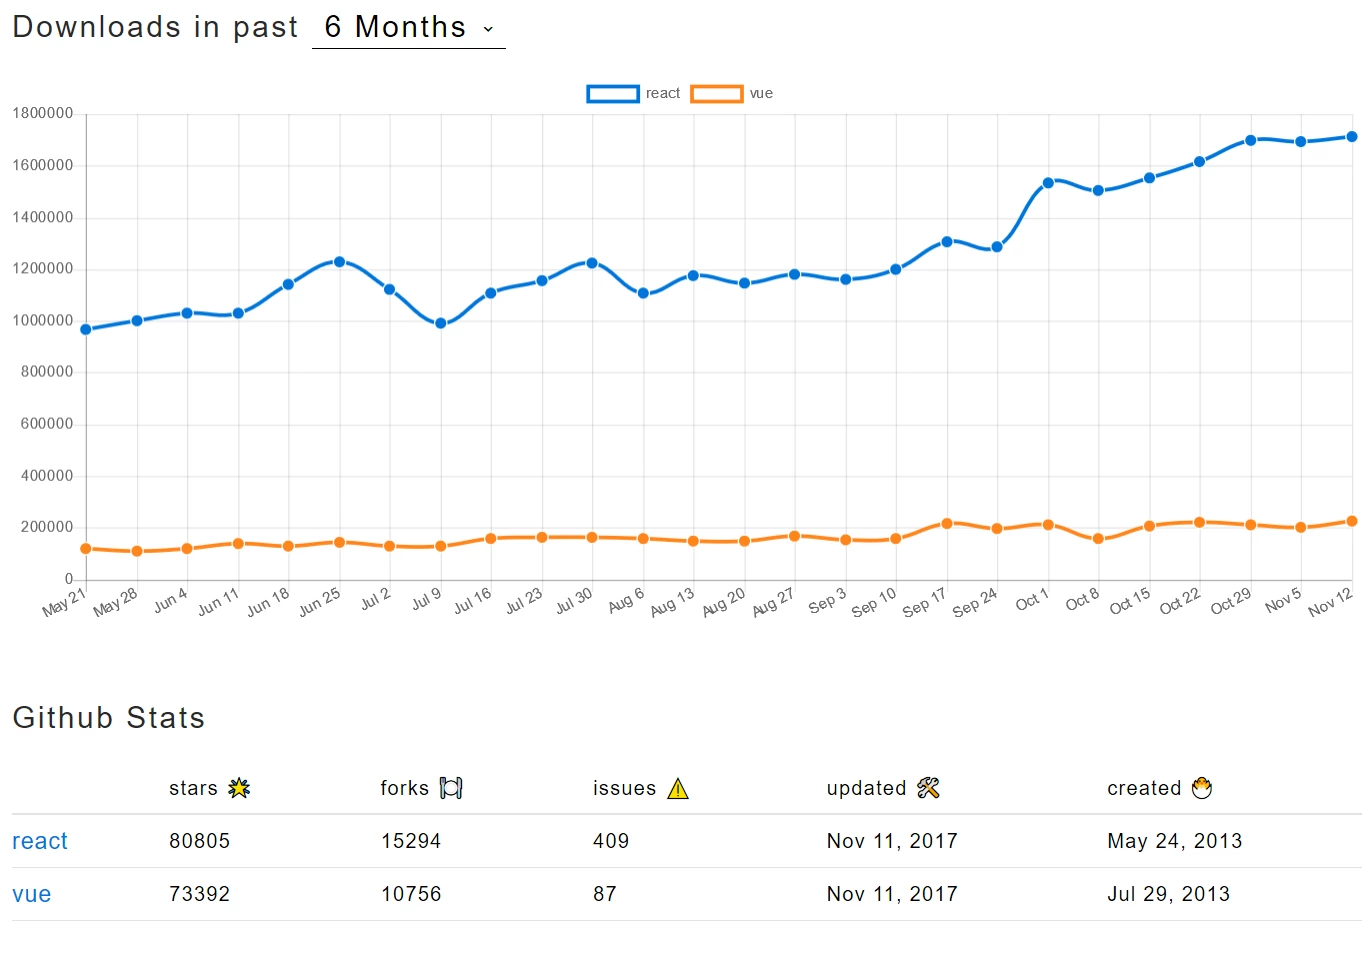 Downloads in past 6 Months
react vue
1800000
1600000
1400000
1200000
1000000
800000
600000
400000
200000
0
May 21 May 28 Jun 4 Jun 11 Jun 18 Jun 25 Jul 2 Jul 9 Jul 16 Jul 23 Jul 30 Aug 6 Aug 13 Aug 20 Aug 27 Sep 3 Sep 10 Sep 17 Sep 24 Oct 1 Oct 8 Oct 15 Oct 22 Oct 29 Nov 5 Nov 12
Github Stats
stars forks issues updated created
react 80805 15294 409 Nov 11, 2017 May 24, 2013
vue 73392 10756 87 Nov 11, 2017 Jul 29, 2013